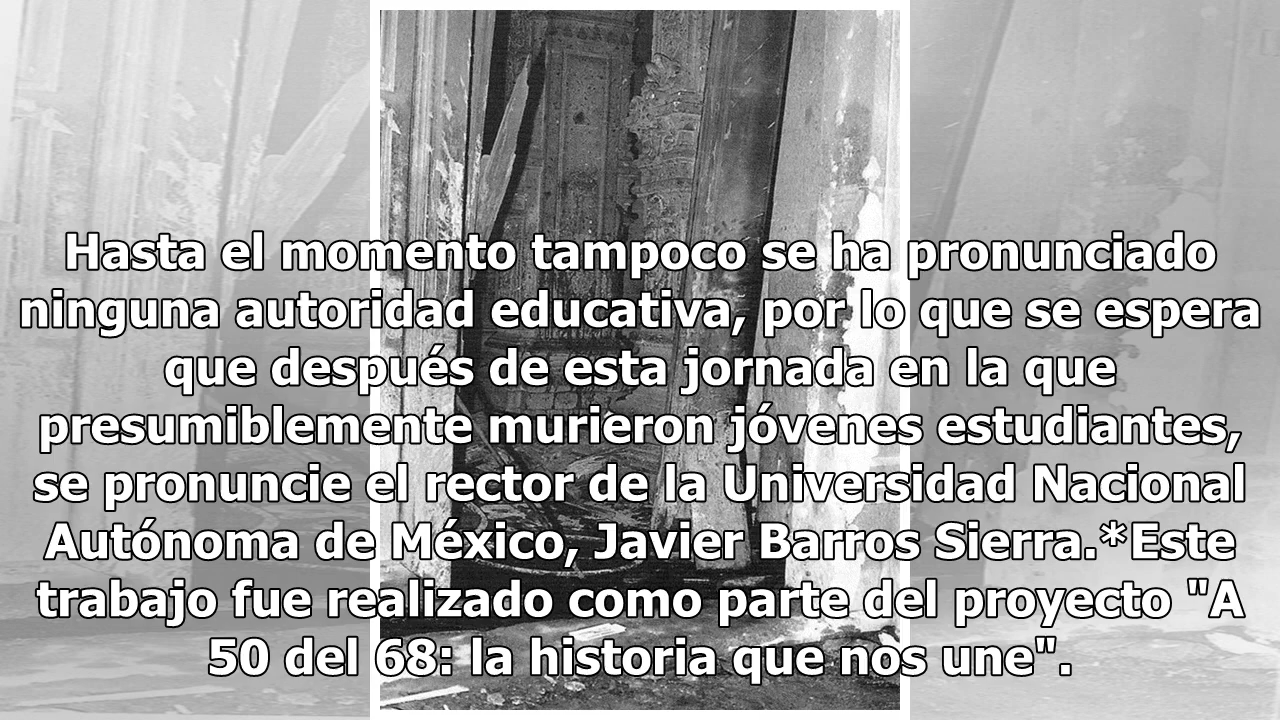 Hasta el momento tampoco se ha pronunciado
ninguna autoridad educativa, por lo que se espera
que después de esta jornada en la que
presumiblemente murieron jóvenes estudiantes,
se pronuncie el rector de la Universidad Nacional
Autónoma de México, Javier Barros Sierra.*Este
trabajo fue realizado como parte del proyecto "A
50 del 68: la historia que nos une".